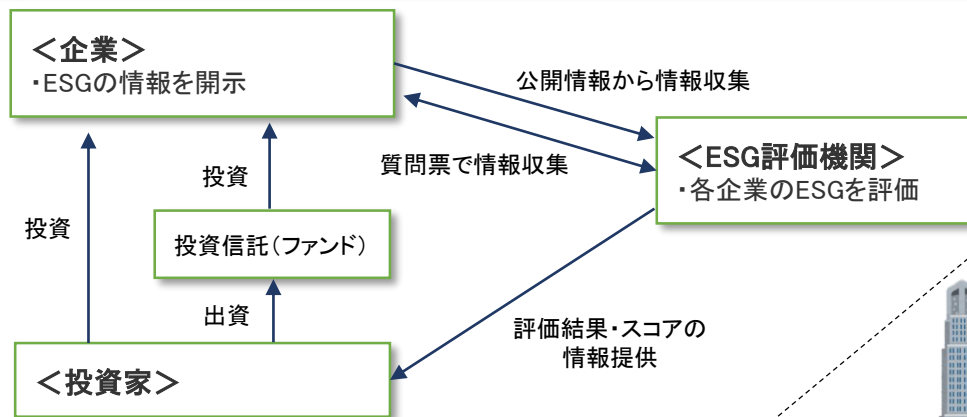 ＜企業＞
・ESGの情報を開示
公開情報から情報収集
質問票で情報収集
＜ESG評価機関＞
・各企業のESGを評価
投資
投資
投資信託（ファンド）
出資
評価結果・スコアの
情報提供
＜投資家＞